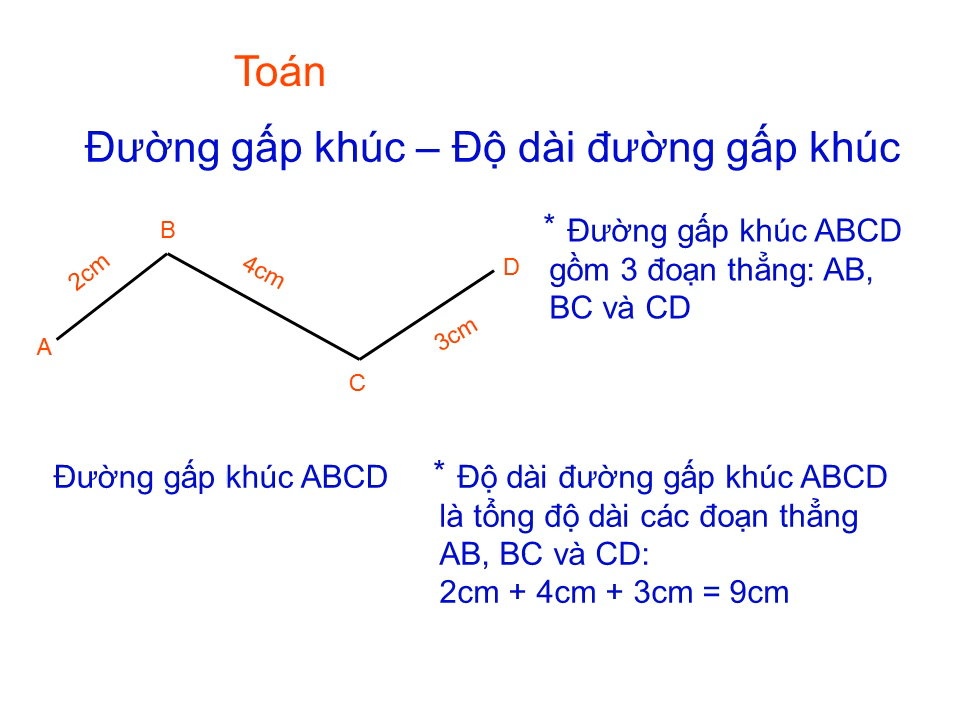 Toán
Đường gấp khúc – Độ dài đường gấp khúc
B
2cm
4cm
D
A
3cm
C
* Đường gấp khúc ABCD
gồm 3 đoạn thẳng: AB,
BC và CD
Đường gấp khúc ABCD
* Độ dài đường gấp khúc ABCD
là tổng độ dài các đoạn thẳng
AB, BC và CD:
2cm + 4cm + 3cm = 9cm